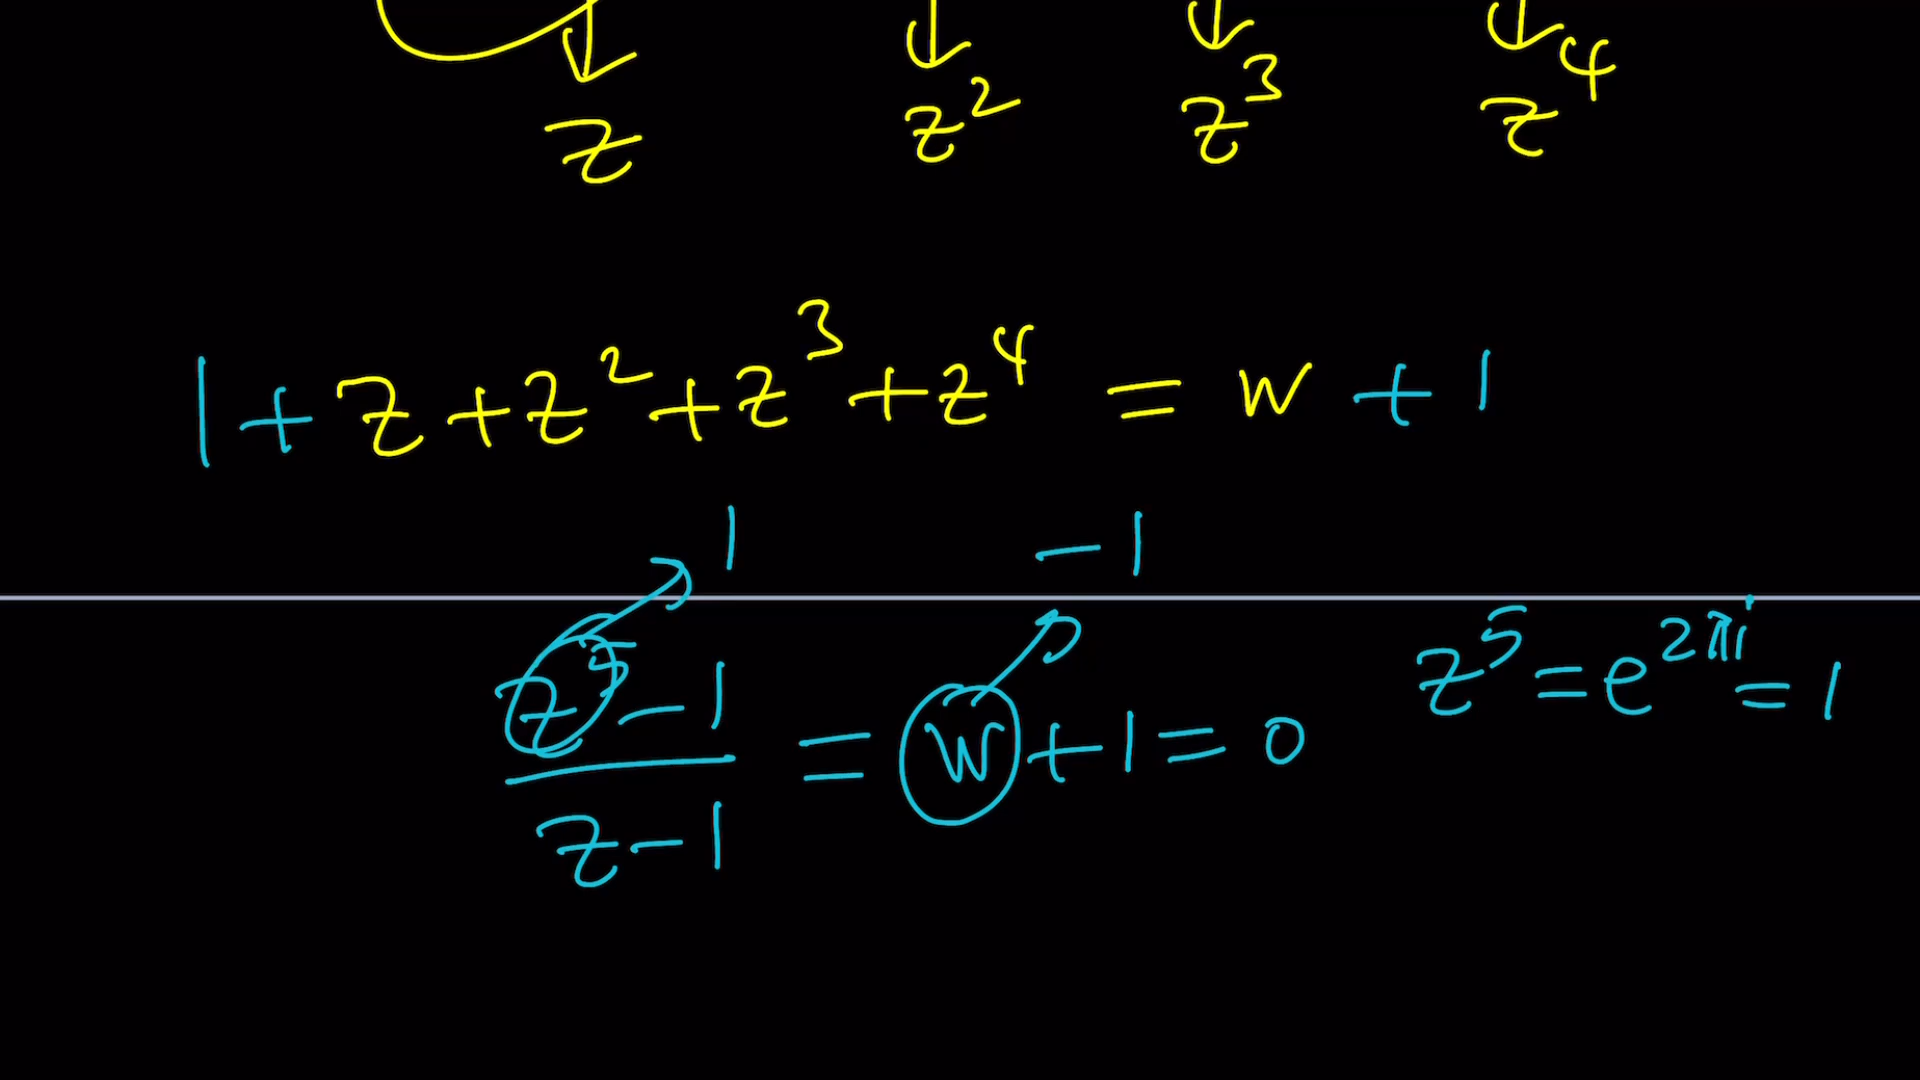 z z² z³ z⁴
1 + z + z² + z³ + z⁴ = w + 1
1 -1
z⁵ - 1 / z - 1 = w + 1 = 0
z⁵ = e^{2πi} = 1